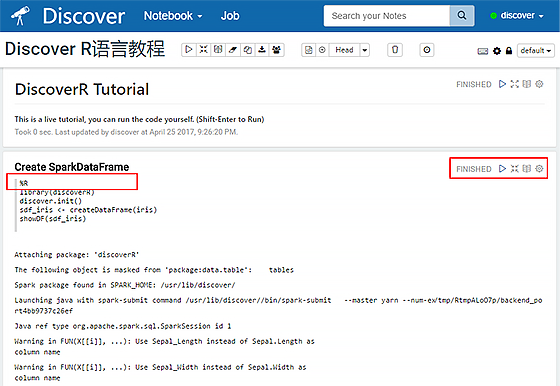 Discover Notebook Job Search your Notes discover
Discover R语言教程 Head default
FINISHED
DiscoverR Tutorial
This is a live tutorial, you can run the code yourself. (Shift-Enter to Run)
Took 0 sec. Last updated by discover at April 25 2017, 9:26:20 PM.
Create SparkDataFrame FINISHED
%R
library(discoverR)
discover.init()
sdf_iris <- createDataFrame(iris)
showDF(sdf_iris)
Attaching package: 'discoverR'
The following object is masked from 'package:data.table': tables
Spark package found in SPARK_HOME: /usr/lib/discover/
Launching java with spark-submit command /usr/lib/discover//bin/spark-submit --master yarn --num-ex/tmp/RtmpALoO7p/backend_po
rt4bb9737c26ef
Java ref type org.apache.spark.sql.SparkSession id 1
Warning in FUN(X[[i]], ...): Use Sepal_Length instead of Sepal.Length as
column name
Warning in FUN(X[[i]], ...): Use Sepal_Width instead of Sepal.Width as
column name